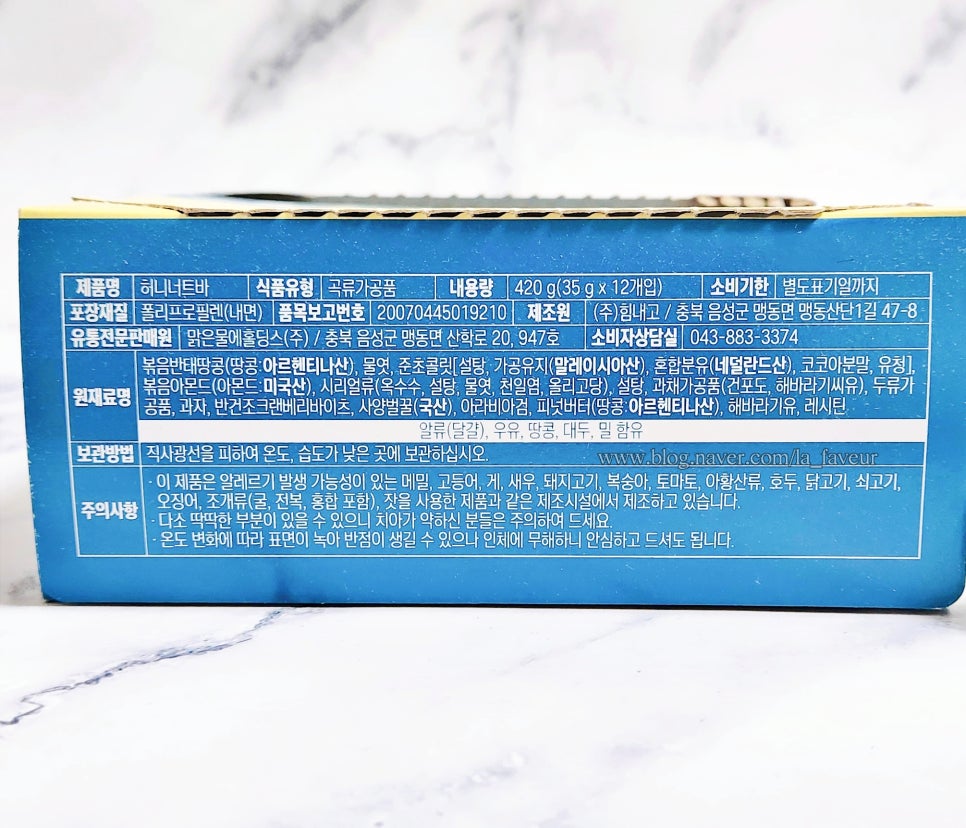 제품명 허니너트바 식품유형 곡류가공품 내용량 420 g(35 g x 12개입) 소비기한 별도표기일까지
포장재질 폴리프로필렌(내면) 품목보고번호 20070445019210 제조원 (주)힘내고 / 충북 음성군 맹동면 맹동산단1길 47-8
유통전문판매원 맑은물에홀딩스(주) / 충북 음성군 맹동면 산학로 20, 947호 소비자상담실 043-883-3374
원재료명 볶음반태땅콩(땅콩:아르헨티나산), 물엿, 준초콜릿[설탕, 가공유지(말레이시아산), 혼합분유(네덜란드산), 코코아분말, 유청],
볶음아몬드(아몬드:미국산), 시리얼류(옥수수, 설탕, 물엿, 천일염, 올리고당), 설탕, 과채가공품(건포도, 해바라기씨유), 두류가
공품, 과자, 반건조크랜베리바이츠, 사양벌꿀(국산), 아라비아검, 피넛버터(땅콩:아르헨티나산), 해바라기유, 레시틴
알류(달걀), 우유, 땅콩, 대두, 밀 함유
보관방법 직사광선을 피하여 온도, 습도가 낮은 곳에 보관하십시오.
www.blog.naver.com/la_faveur
주의사항 · 이 제품은 알레르기 발생 가능성이 있는 메밀, 고등어, 게, 새우, 돼지고기, 복숭아, 토마토, 아황산류, 호두, 닭고기, 쇠고기,
오징어, 조개류(굴, 전복, 홍합 포함), 잣을 사용한 제품과 같은 제조시설에서 제조하고 있습니다.
· 다소 딱딱한 부분이 있을 수 있으니 치아가 약하신 분들은 주의하여 드세요.
· 온도 변화에 따라 표면이 녹아 반점이 생길 수 있으나 인체에 무해하니 안심하고 드셔도 됩니다.